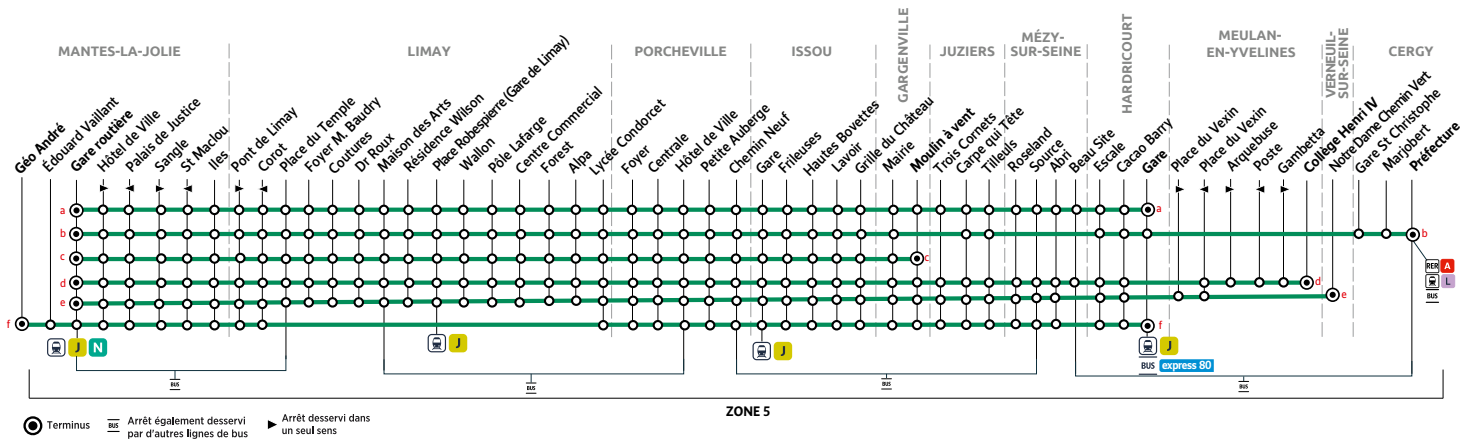 MANTES-LA-JOLIE
LIMAY
PORCHEVILLE
ISSOU
GARGENVILLE
JUZIERS
MÉZY-
SUR-SEINE
HARDRICOURT
MEULAN-
EN-YVELINES
VERNEUIL-
SUR-SEINE
CERGY
Géo André
Édouard Vaillant
Gare routière
Hôtel de Ville
Palais de Justice
Sangle
St Maclou
Iles
Pont de Limay
Corot
Place du Temple
Foyer M. Baudry
Coutures
Dr Roux
Maison des Arts
Résidence Wilson
Place Robespierre (Gare de Limay)
Wallon
Pôle Lafarge
Centre Commercial
Forest
Alpa
Lycée Condorcet
Foyer
Centrale
Hôtel de Ville
Petite Auberge
Chemin Neuf
Gare
Frileuses
Hautes Bovettes
Lavoir
Grille du Château
Mairie
Moulin à vent
Trois Cornets
Carpe qui Tête
Tilleuls
Roseland
Source
Abri
Beau Site
Escale
Cacao Barry
Gare
Place du Vexin
Place du Vexin
Arquebuse
Poste
Gambetta
Collège Henri IV
Notre Dame Chemin Vert
Gare St Christophe
Marjobert
Préfecture
a a
b b
c c
d d
e e
f f
RER A
L
BUS
J N
J
J
J
BUS express 80
BUS
BUS
BUS
BUS
ZONE 5
Terminus
BUS Arrêt également desservi
par d'autres lignes de bus
Arrêt desservi dans
un seul sens